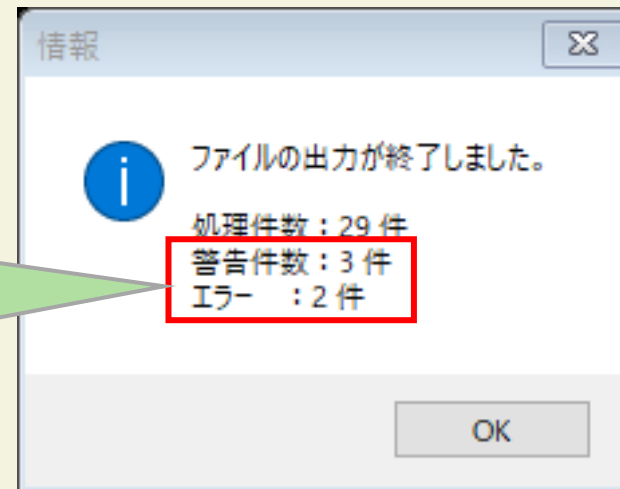 情報
ファイルの出力が終了しました。
処理件数：29 件
警告件数：3 件
エラー　：2 件
OK